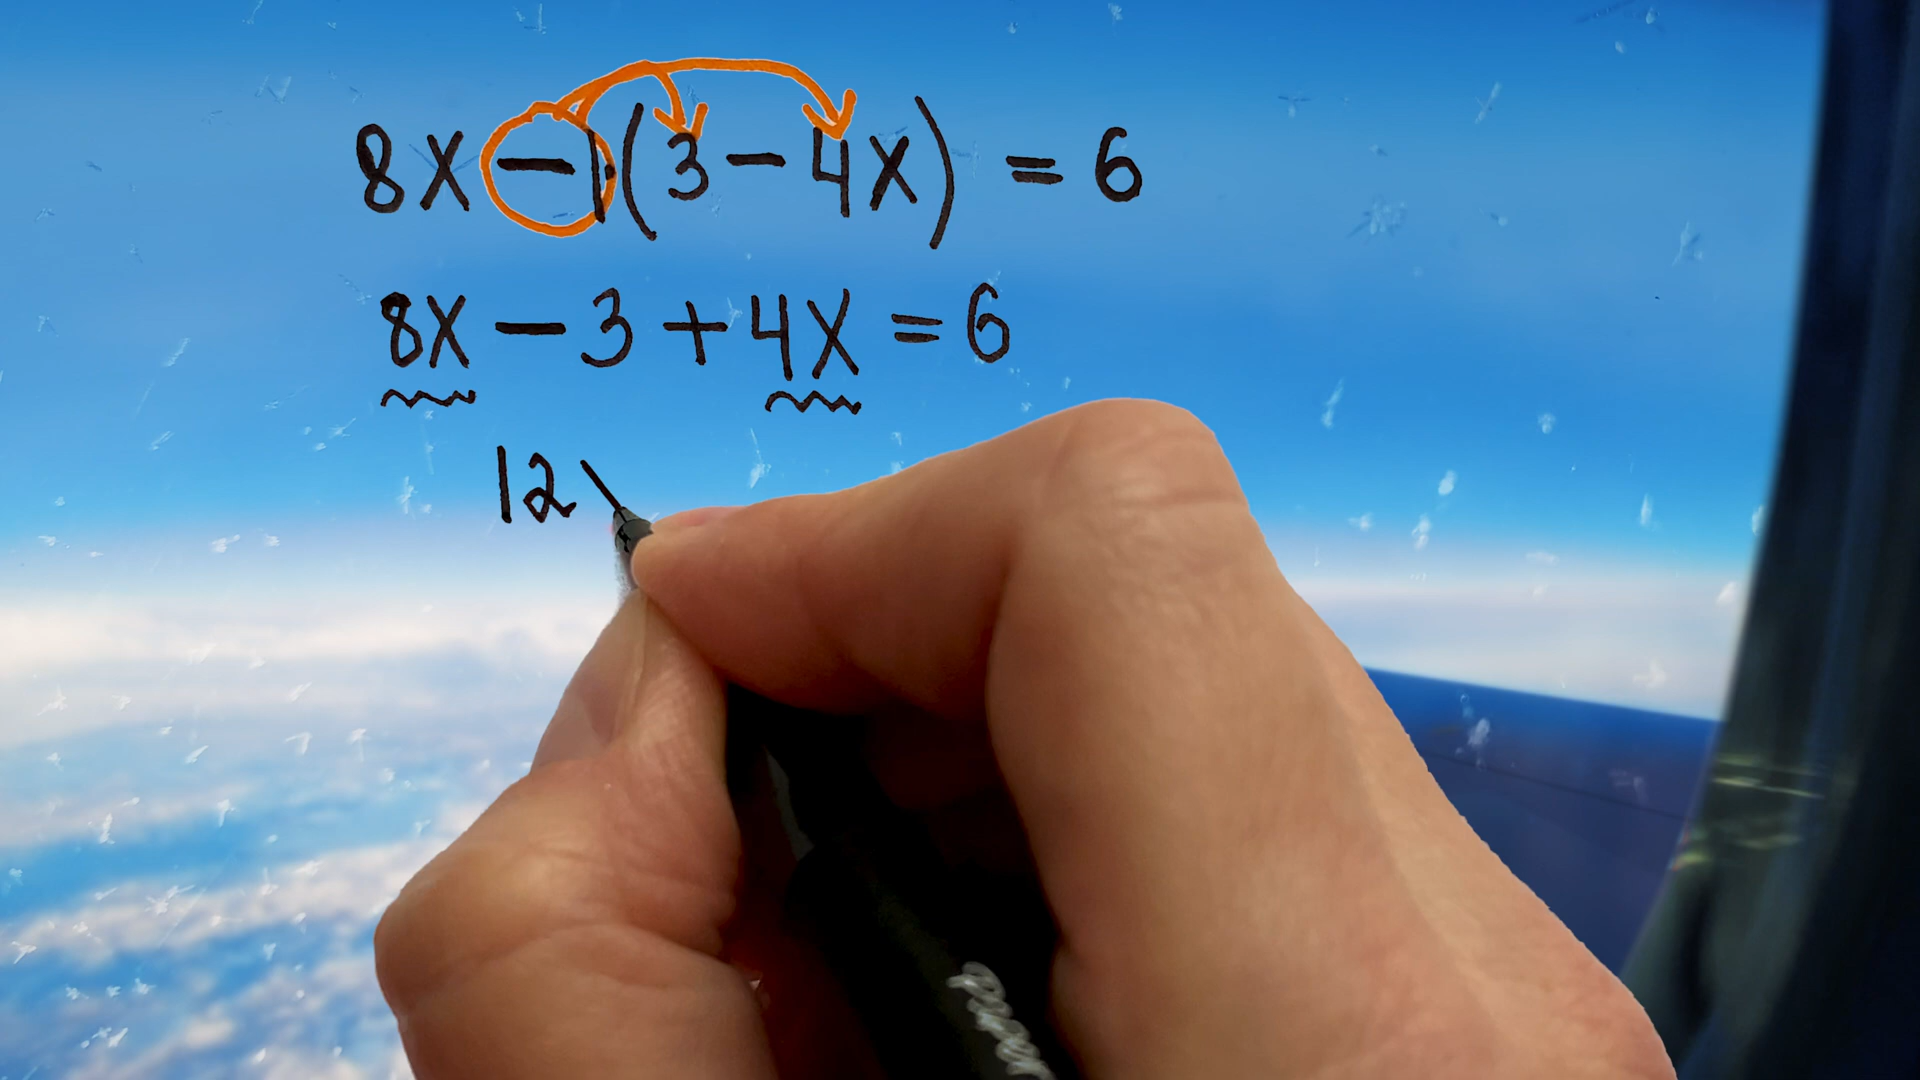 8x -1(3 - 4x) = 6
8x - 3 + 4x = 6
12